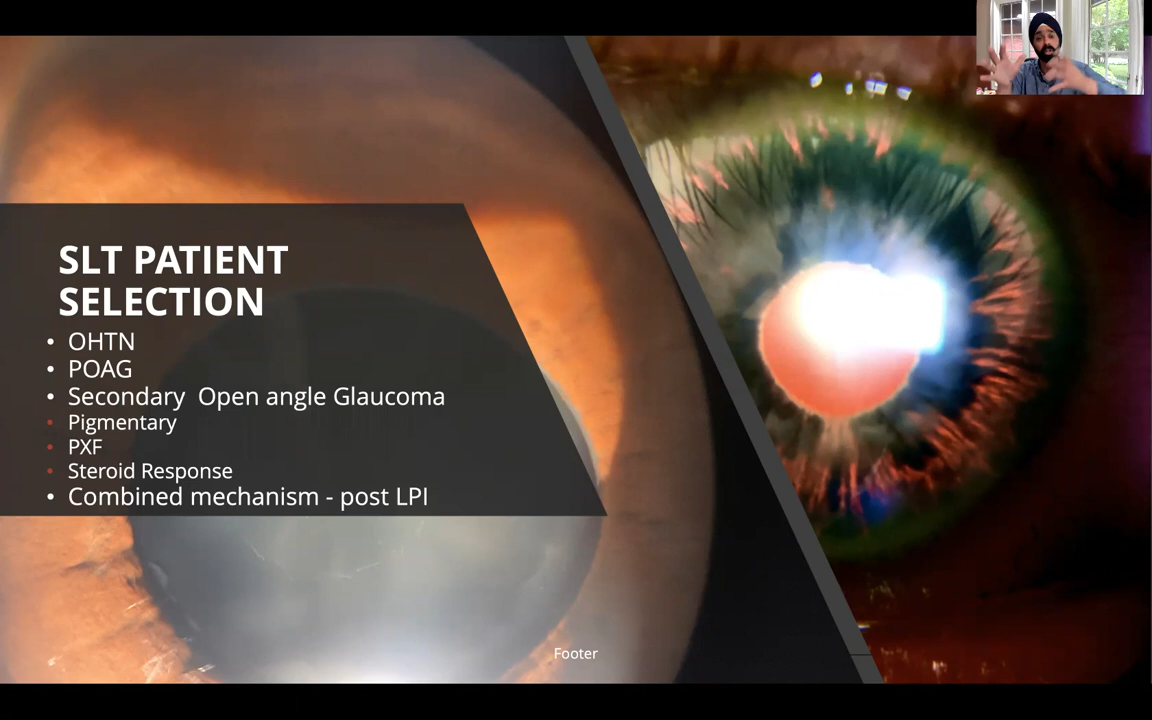 SLT PATIENT
SELECTION
• OHTN
• POAG
• Secondary  Open angle Glaucoma
• Pigmentary
• PXF
• Steroid Response
• Combined mechanism - post LPI
Footer